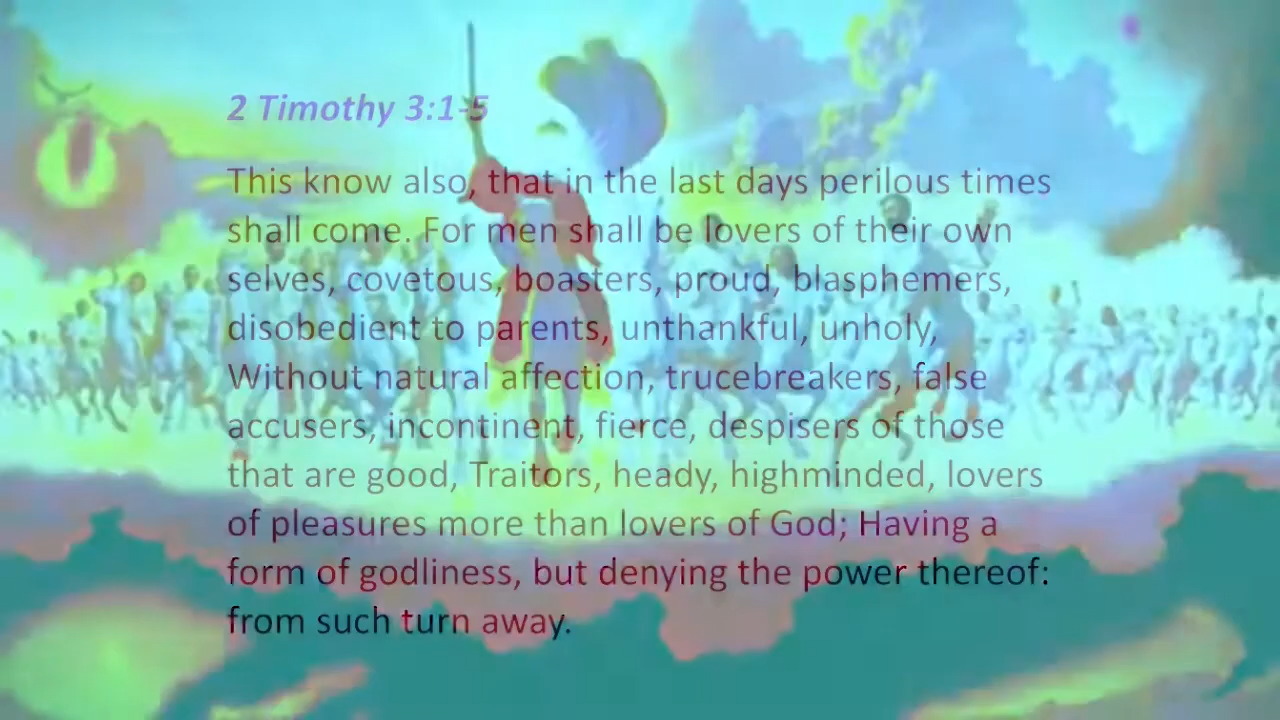 2 Timothy 3:1-5
This know also, that in the last days perilous times
shall come. For men shall be lovers of their own
selves, covetous, boasters, proud, blasphemers,
disobedient to parents, unthankful, unholy,
Without natural affection, trucebreakers, false
accusers, incontinent, fierce, despisers of those
that are good, Traitors, heady, highminded, lovers
of pleasures more than lovers of God; Having a
form of godliness, but denying the power thereof:
from such turn away.